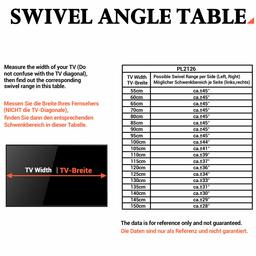 SWIVEL ANGLE TABLE
Measure the width of your TV (Do
not confuse with the TV diagonal),
then find out the corresponding
swivel range in this table.
Messen Sie die Breite Ihres Fernsehers
(NICHT die TV-Diagonale),
finden Sie dann den entsprechenden
Schwenkbereich in dieser Tabelle.
TV Width | TV-Breite
PL2126
TV Width Possible Swivel Range per Side (Left, Right)
TV-Breite Möglicher Schwenkbereich je Seite (links,rechts)
55cm ca.±45°
60cm ca.±45°
65cm ca.±45°
70cm ca.±45°
80cm ca.±45°
85cm ca.±45°
90cm ca.±45°
95cm ca.±45°
100cm ca.±44°
105cm ca.±41°
110cm ca.±39°
115cm ca.±37°
120cm ca.±36°
125cm ca.±34°
130cm ca.±33°
135cm ca.±31°
140cm ca.±30°
145cm ca.±29°
150cm ca.±28°
The data is for reference only and not guaranteed.
Die Daten sind nur als Referenz und nicht garantiert.